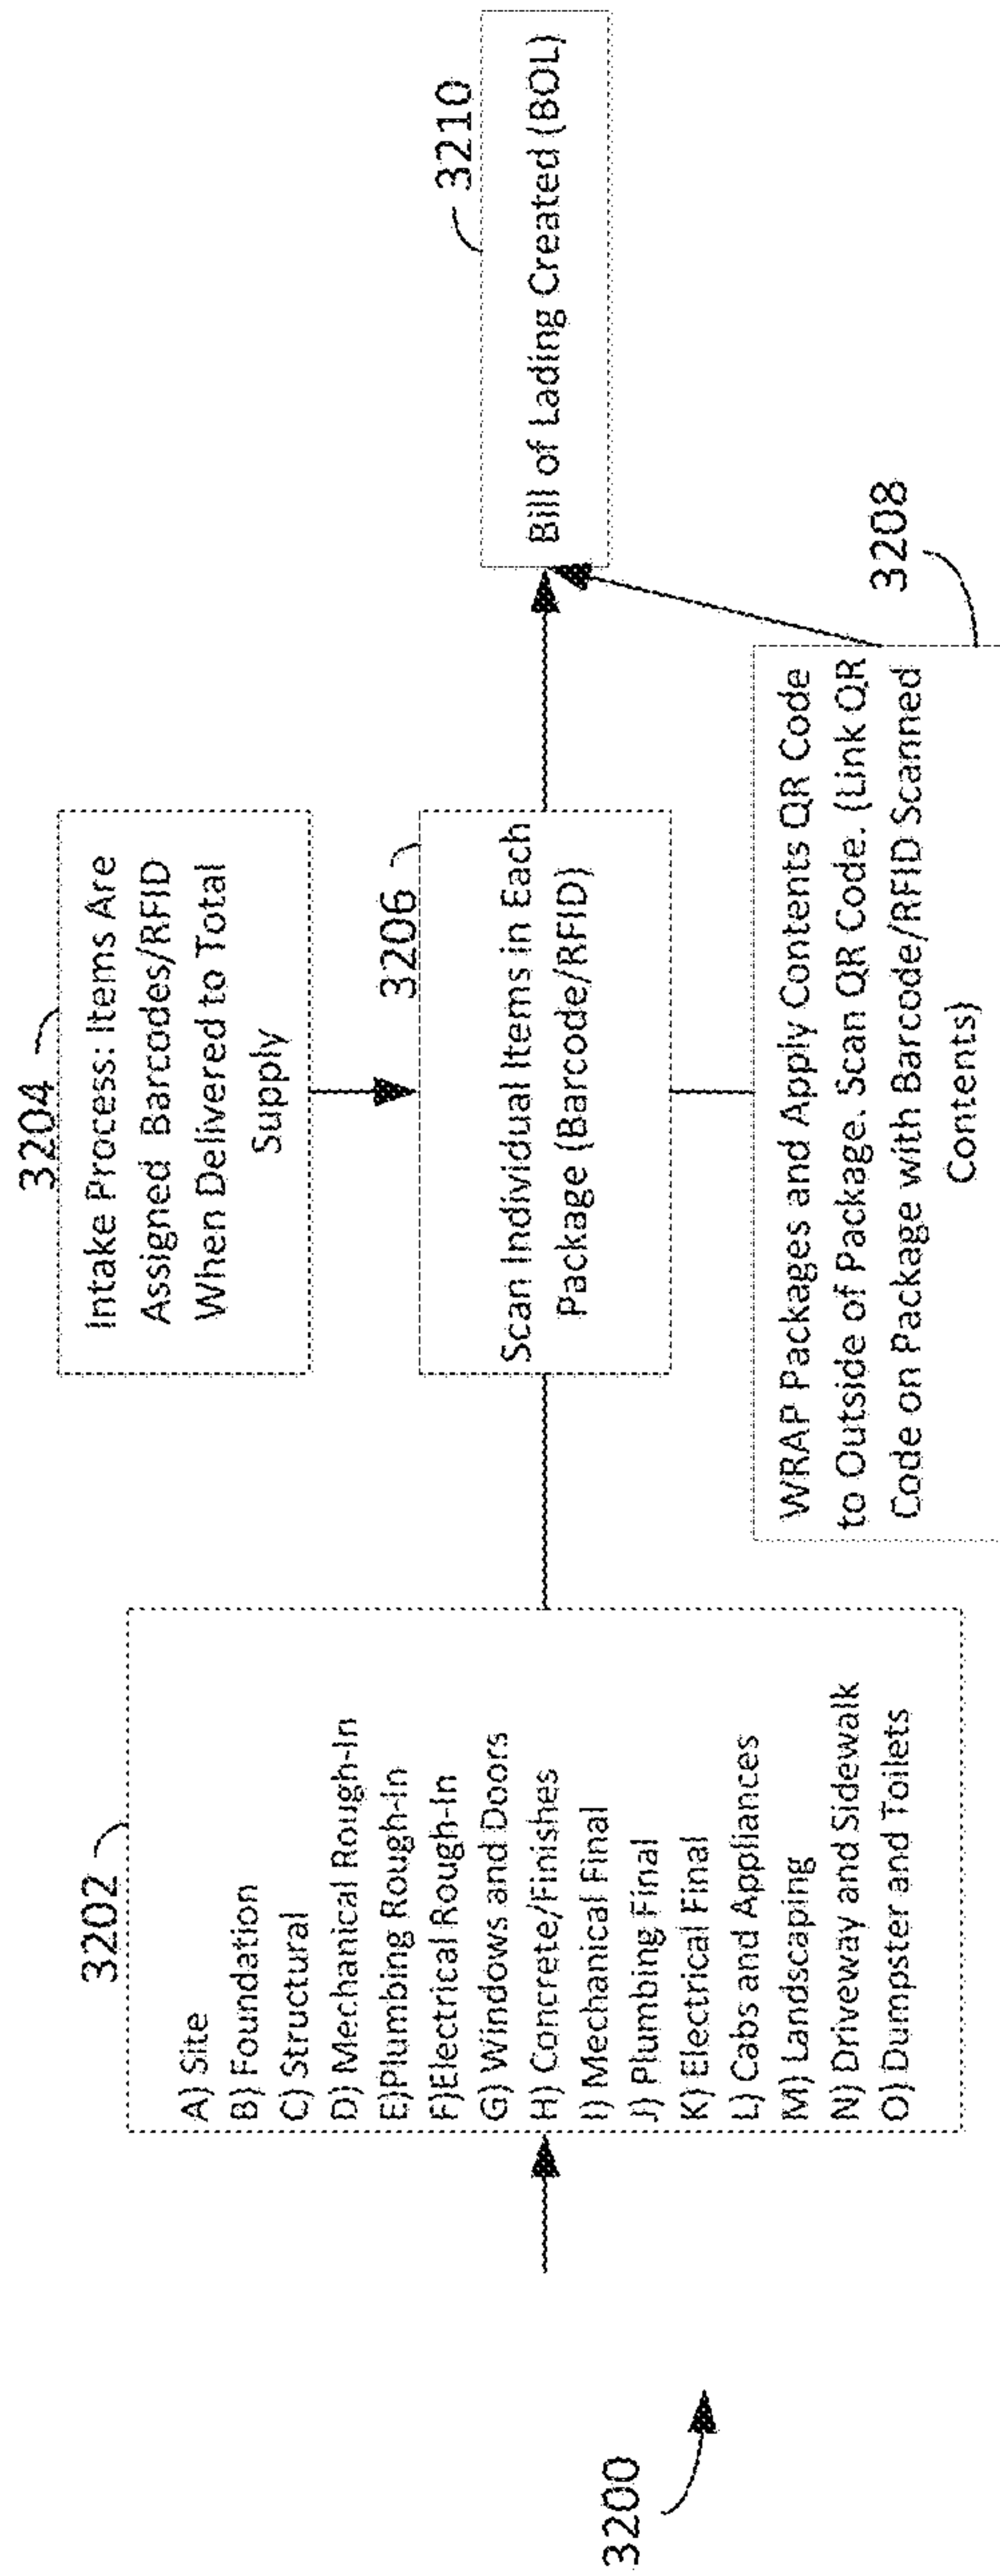 3200
3202
A) Site
B) Foundation
C) Structural
D) Mechanical Rough-In
E)Plumbing Rough-In
F)Electrical Rough-In
G) Windows and Doors
H) Concrete/Finishes
I) Mechanical Final
J) Plumbing Final
K) Electrical Final
L) Cabs and Appliances
M) Landscaping
N) Driveway and Sidewalk
O) Dumpster and Toilets
3204
Intake Process: Items Are
Assigned Barcodes/RFID
When Delivered to Total
Supply
3206
Scan Individual Items in Each
Package (Barcode/RFID)
3208
WRAP Packages and Apply Contents QR Code
to Outside of Package. Scan QR Code. (Link QR
Code on Package with Barcode/RFID Scanned
Contents)
3210
Bill of Lading Created (BOL)